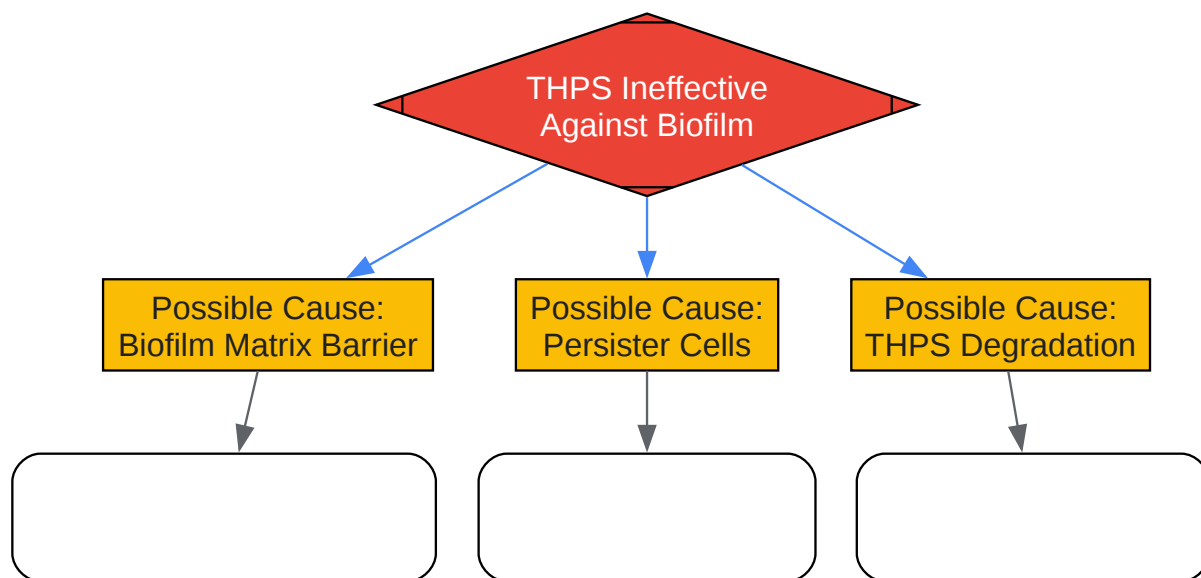 THPS Ineffective
Against Biofilm
Possible Cause:
Biofilm Matrix Barrier
Possible Cause:
Persister Cells
Possible Cause:
THPS Degradation